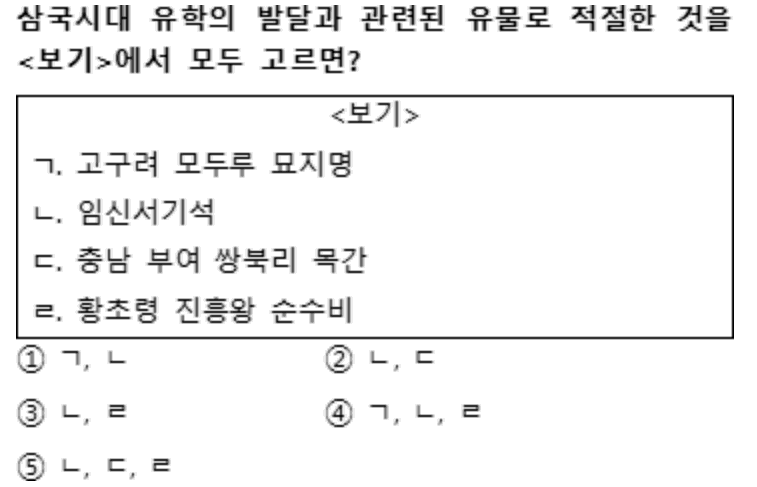 삼국시대 유학의 발달과 관련된 유물로 적절한 것을
<보기>에서 모두 고르면?
<보기>
ㄱ. 고구려 모두루 묘지명
ㄴ. 임신서기석
ㄷ. 충남 부여 쌍북리 목간
ㄹ. 황초령 진흥왕 순수비
① ㄱ, ㄴ ② ㄴ, ㄷ
③ ㄴ, ㄹ ④ ㄱ, ㄴ, ㄹ
⑤ ㄴ, ㄷ, ㄹ